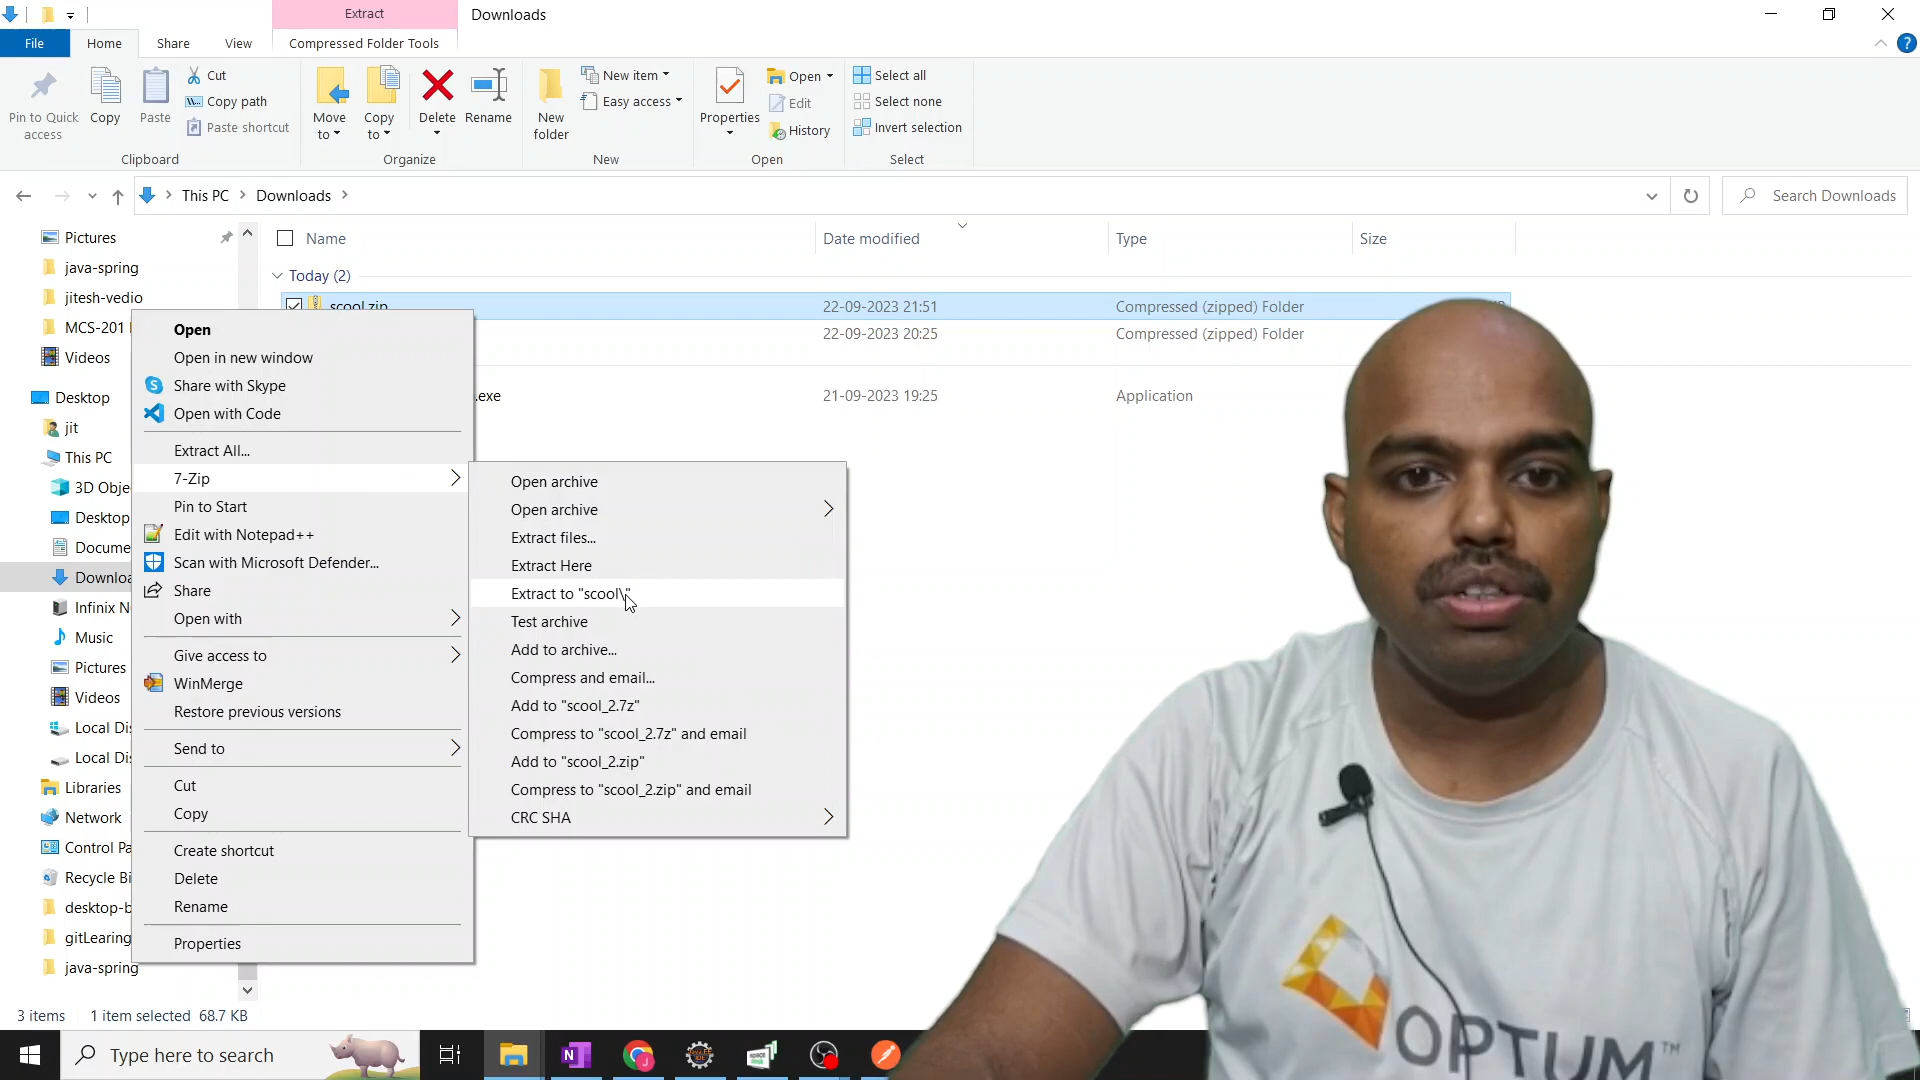 Extract
Downloads
File
Home
Share
View
Compressed Folder Tools
Pin to Quick access
Copy
Paste
Cut
Copy path
Paste shortcut
Clipboard
Move to
Copy to
Delete
Rename
Organize
New folder
New item
Easy access
New
Properties
Open
Edit
History
Open
Select all
Select none
Invert selection
Select
This PC
Downloads
Search Downloads
Name
Date modified
Type
Size
Today (2)
scool.zip
22-09-2023 21:51
Compressed (zipped) Folder
22-09-2023 20:25
Compressed (zipped) Folder
.exe
21-09-2023 19:25
Application
Pictures
java-spring
jitesh-vedio
MCS-201
Videos
Desktop
jit
This PC
3D Obje
Desktop
Docume
Downloa
Infinix N
Music
Pictures
Videos
Local Dis
Local Dis
Libraries
Network
Control Pa
Recycle Bi
desktop-b
gitLearing
java-spring
Open
Open in new window
Share with Skype
Open with Code
Extract All...
7-Zip
Pin to Start
Edit with Notepad++
Scan with Microsoft Defender...
Share
Open with
Give access to
WinMerge
Restore previous versions
Send to
Cut
Copy
Create shortcut
Delete
Rename
Properties
Open archive
Open archive
Extract files...
Extract Here
Extract to "scool\"
Test archive
Add to archive...
Compress and email...
Add to "scool_2.7z"
Compress to "scool_2.7z" and email
Add to "scool_2.zip"
Compress to "scool_2.zip" and email
CRC SHA
3 items
1 item selected 68.7 KB
Type here to search
OPTUM™